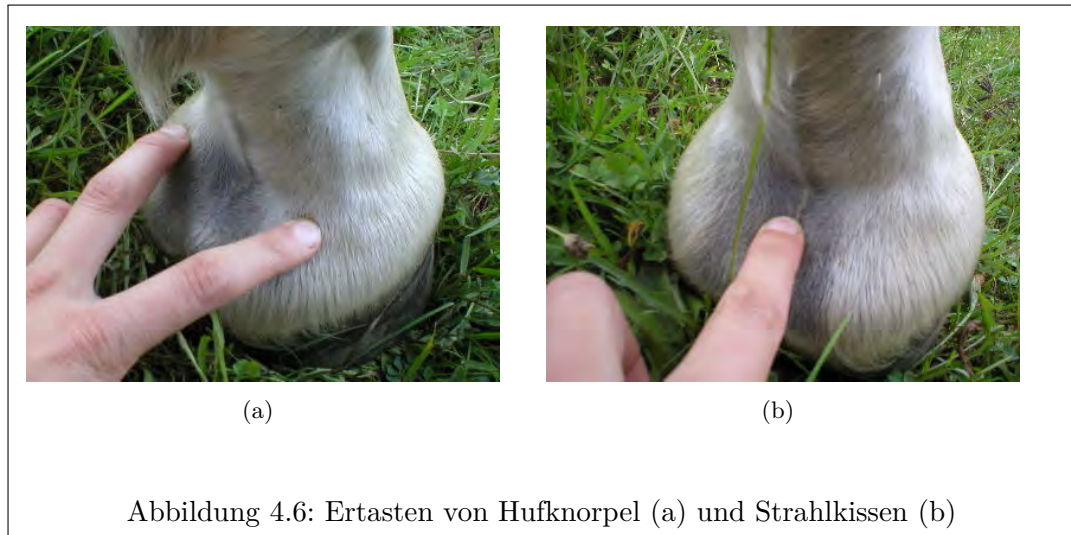 (a)
(b)
Abbildung 4.6: Ertasten von Hufknorpel (a) und Strahlkissen (b)